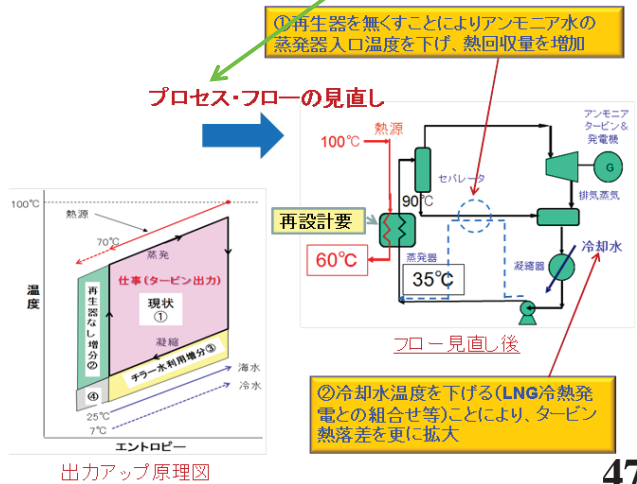 ①再生器を無くすことによりアンモニア水の
蒸発器入口温度を下げ、熱回収量を増加
プロセス・フローの見直し
アンモニア
タービン&
発電機
熱源
100℃
セパレータ
90℃
G
排気蒸気
再設計要
冷却水
60℃
蒸発器
35℃
凝縮器
フロー見直し後
100℃
熱源
70℃
蒸発
仕事(タービン出力)
温度
再生器なし増分②
現状
①
凝縮
チラー水利用増分③
④
海水
冷水
25℃
7℃
エントロピー
出力アップ原理図
②冷却水温度を下げる(LNG冷熱発
電との組合せ等)ことにより、タービン
熱落差を更に拡大
47